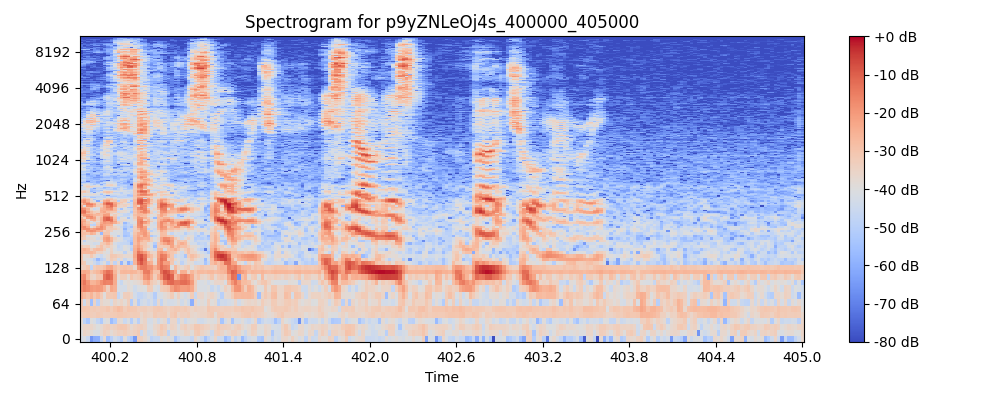 Spectrogram for p9yZNLeOj4s_400000_405000
Hz
8192
4096
2048
1024
512
256
128
64
0
400.2 400.8 401.4 402.0 402.6 403.2 403.8 404.4 405.0
Time
+0 dB
-10 dB
-20 dB
-30 dB
-40 dB
-50 dB
-60 dB
-70 dB
-80 dB